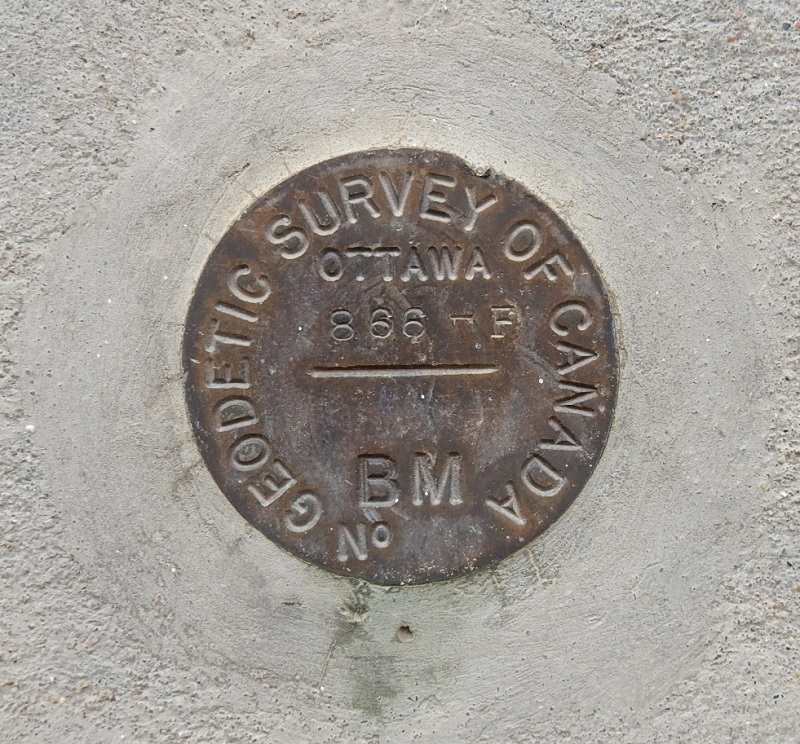 GEODETIC SURVEY OF CANADA
OTTAWA
866-F
BM
No